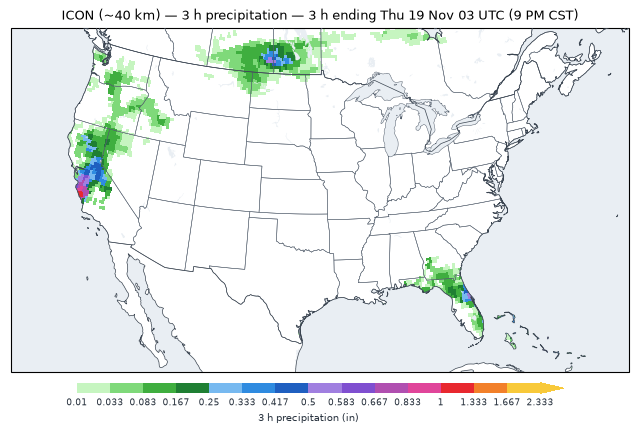 ICON (~40 km) — 3 h precipitation — 3 h ending Thu 19 Nov 03 UTC (9 PM CST)
0.01 0.033 0.083 0.167 0.25 0.333 0.417 0.5 0.583 0.667 0.833 1 1.333 1.667 2.333
3 h precipitation (in)